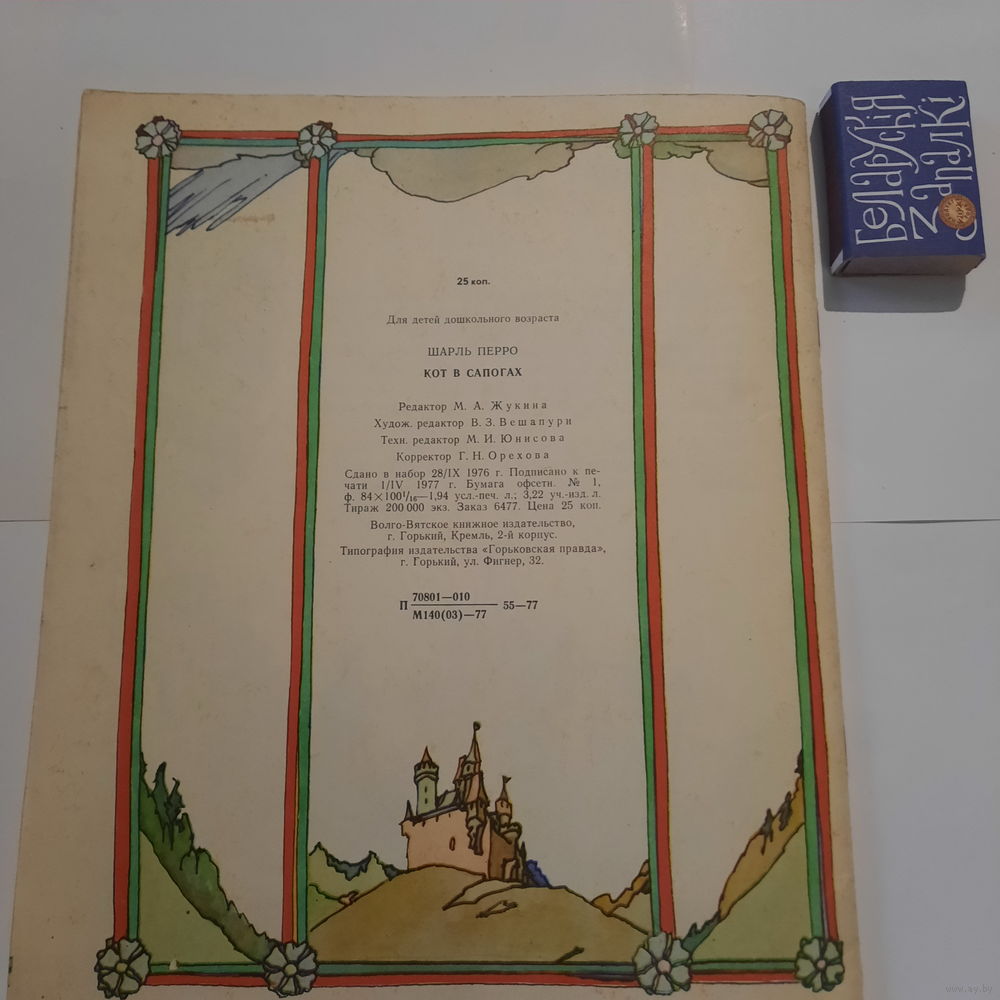 25 коп.
Для детей дошкольного возраста
ШАРЛЬ ПЕРРО
КОТ В САПОГАХ
Редактор М. А. Жукина
Худож. редактор В. З. Вешапури
Техн. редактор М. И. Юнисова
Корректор Г. Н. Орехова
Сдано в набор 28/IX 1976 г. Подписано к пе-
чати 1/IV 1977 г. Бумага офсетн. № 1,
ф. 84×100¹/₁₆—1,94 усл.-печ. л.; 3,22 уч.-изд. л.
Тираж 200 000 экз. Заказ 6477. Цена 25 коп.
Волго-Вятское книжное издательство,
г. Горький, Кремль, 2-й корпус.
Типография издательства «Горьковская правда»,
г. Горький, ул. Фигнер, 32.
70801—010
П 55—77
М140(03)—77
Беларускія
Запалкі
www.ay.by